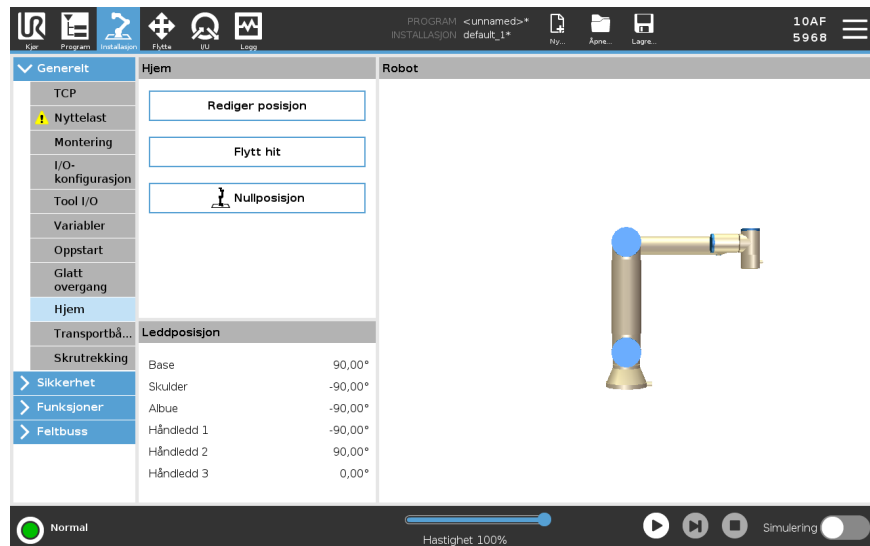 UR
Kjør
Program
Installasjon
Flytte
I/U
Logg
PROGRAM <unnamed>*
INSTALLASJON default_1*
Ny...
Åpne...
Lagre...
10AF
5968
Generelt
TCP
Nyttelast
Montering
I/O-
konfigurasjon
Tool I/O
Variabler
Oppstart
Glatt
overgang
Hjem
Transportbå...
Skrutrekking
Sikkerhet
Funksjoner
Feltbuss
Hjem
Rediger posisjon
Flytt hit
Nullposisjon
Leddposisjon
Base 90,00°
Skulder -90,00°
Albue -90,00°
Håndledd 1 -90,00°
Håndledd 2 90,00°
Håndledd 3 0,00°
Robot
Normal
Hastighet 100%
Simulering